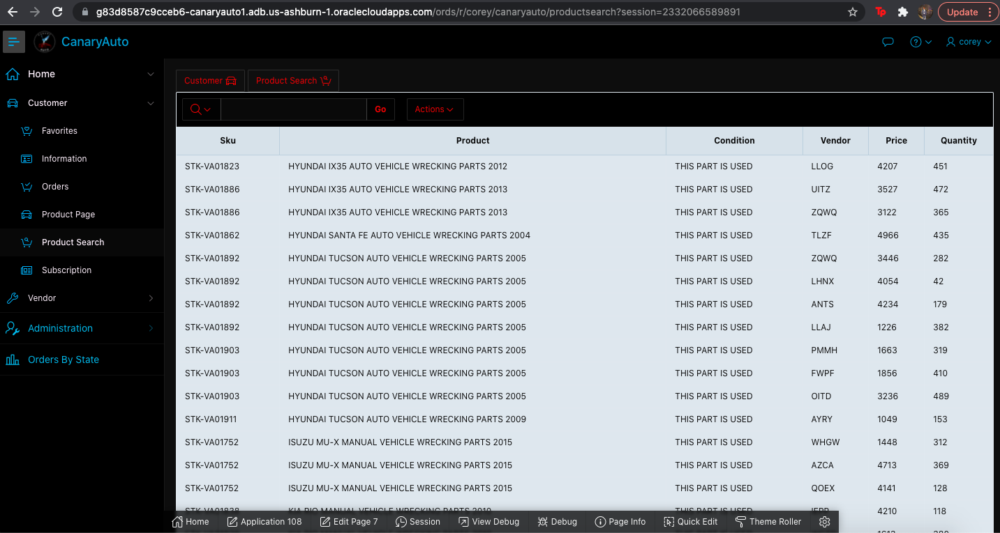 g83d8587c9cceb6-canaryauto1.adb.us-ashburn-1.oraclecloudapps.com/ords/r/corey/canaryauto/productsearch?session=2332066589891
Tp
Update
CanaryAuto
corey
Home
Customer
Favorites
Information
Orders
Product Page
Product Search
Subscription
Vendor
Administration
Orders By State
Customer Product Search
Go Actions
Sku Product Condition Vendor Price Quantity
STK-VA01823 HYUNDAI IX35 AUTO VEHICLE WRECKING PARTS 2012 THIS PART IS USED LLOG 4207 451
STK-VA01886 HYUNDAI IX35 AUTO VEHICLE WRECKING PARTS 2013 THIS PART IS USED UITZ 3527 472
STK-VA01886 HYUNDAI IX35 AUTO VEHICLE WRECKING PARTS 2013 THIS PART IS USED ZQWQ 3122 365
STK-VA01862 HYUNDAI SANTA FE AUTO VEHICLE WRECKING PARTS 2004 THIS PART IS USED TLZF 4966 435
STK-VA01892 HYUNDAI TUCSON AUTO VEHICLE WRECKING PARTS 2005 THIS PART IS USED ZQWQ 3446 282
STK-VA01892 HYUNDAI TUCSON AUTO VEHICLE WRECKING PARTS 2005 THIS PART IS USED LHNX 4054 42
STK-VA01892 HYUNDAI TUCSON AUTO VEHICLE WRECKING PARTS 2005 THIS PART IS USED ANTS 4234 179
STK-VA01892 HYUNDAI TUCSON AUTO VEHICLE WRECKING PARTS 2005 THIS PART IS USED LLAJ 1226 382
STK-VA01903 HYUNDAI TUCSON AUTO VEHICLE WRECKING PARTS 2005 THIS PART IS USED PMMH 1663 319
STK-VA01903 HYUNDAI TUCSON AUTO VEHICLE WRECKING PARTS 2005 THIS PART IS USED FWPF 1856 410
STK-VA01903 HYUNDAI TUCSON AUTO VEHICLE WRECKING PARTS 2005 THIS PART IS USED OITD 3236 489
STK-VA01911 HYUNDAI TUCSON AUTO VEHICLE WRECKING PARTS 2009 THIS PART IS USED AYRY 1049 153
STK-VA01752 ISUZU MU-X MANUAL VEHICLE WRECKING PARTS 2015 THIS PART IS USED WHGW 1448 312
STK-VA01752 ISUZU MU-X MANUAL VEHICLE WRECKING PARTS 2015 THIS PART IS USED AZCA 4713 369
STK-VA01752 ISUZU MU-X MANUAL VEHICLE WRECKING PARTS 2015 THIS PART IS USED QOEX 4141 128
KIA RIO MANUAL VEHICLE WRECKING PARTS 2010 THIS PART IS USED 4210 118
Home Application 108 Edit Page 7 Session View Debug Debug Page Info Quick Edit Theme Roller